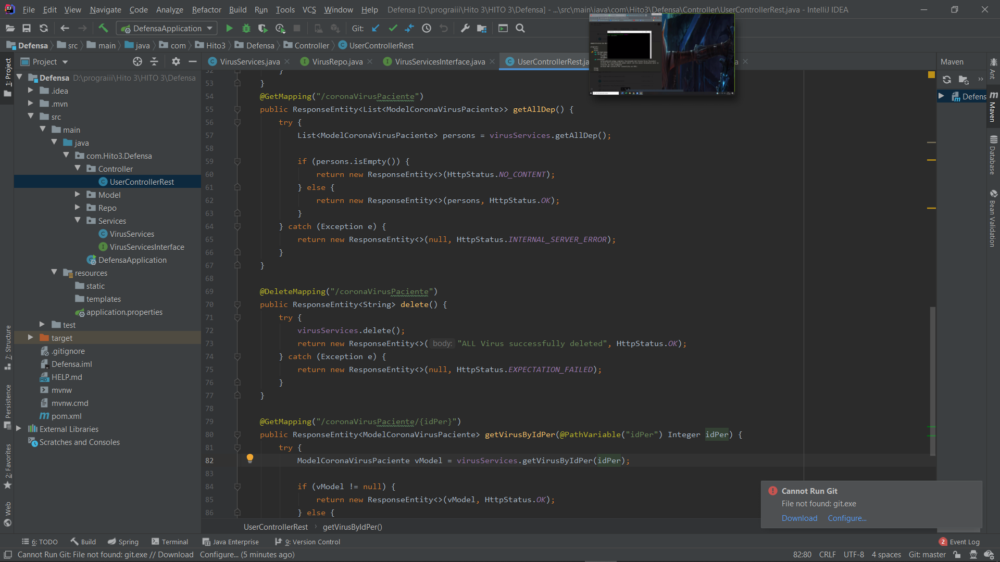 File Edit View Navigate Code Analyze Refactor Build Run Tools VCS Window Help Defensa [D:\prograiii\Hito 3\HITO 3\Defensa] - ...\src\main\java\com\Hito3\Defensa\Controller\UserControllerRest.java - IntelliJ IDEA
DefensaApplication Git:
Defensa src main java com Hito3 Defensa Controller UserControllerRest
1: Project
Project
VirusServices.java VirusRepo.java VirusServicesInterface.java UserControllerRest.ja a
Maven
Defensa D:\prograiii\Hito 3\HITO 3\Defensa
.idea
.mvn
src
main
java
com.Hito3.Defensa
Controller
UserControllerRest
Model
Repo
Services
VirusServices
VirusServicesInterface
DefensaApplication
resources
static
templates
application.properties
test
target
.gitignore
Defensa.iml
HELP.md
mvnw
mvnw.cmd
pom.xml
External Libraries
Scratches and Consoles
7: Structure
Persistence
2: Favorites
Web
52 }
53 }
54 @GetMapping("/coronaVirusPaciente")
55 public ResponseEntity<List<ModelCoronaVirusPaciente>> getAllDep() {
56 try {
57 List<ModelCoronaVirusPaciente> persons = virusServices.getAllDep();
58
59 if (persons.isEmpty()) {
60 return new ResponseEntity<>(HttpStatus.NO_CONTENT);
61 } else {
62 return new ResponseEntity<>(persons, HttpStatus.OK);
63 }
64 } catch (Exception e) {
65 return new ResponseEntity<>(null, HttpStatus.INTERNAL_SERVER_ERROR);
66 }
67 }
68
69 @DeleteMapping("/coronaVirusPaciente")
70 public ResponseEntity<String> delete() {
71 try {
72 virusServices.delete();
73 return new ResponseEntity<>( body: "ALL Virus successfully deleted", HttpStatus.OK);
74 } catch (Exception e) {
75 return new ResponseEntity<>(null, HttpStatus.EXPECTATION_FAILED);
76 }
77 }
78
79 @GetMapping("/coronaVirusPaciente/{idPer}")
80 public ResponseEntity<ModelCoronaVirusPaciente> getVirusByIdPer(@PathVariable("idPer") Integer idPer) {
81 try {
82 ModelCoronaVirusPaciente vModel = virusServices.getVirusByIdPer(idPer);
83
84 if (vModel != null) {
85 return new ResponseEntity<>(vModel, HttpStatus.OK);
86 } else {
UserControllerRest getVirusByIdPer()
Defens
Ant
Maven
Database
Bean Validation
Cannot Run Git
File not found: git.exe
Download Configure...
6: TODO Build Spring Terminal Java Enterprise 9: Version Control 2 Event Log
Cannot Run Git: File not found: git.exe // Download Configure... (5 minutes ago) 82:80 CRLF UTF-8 4 spaces Git: master